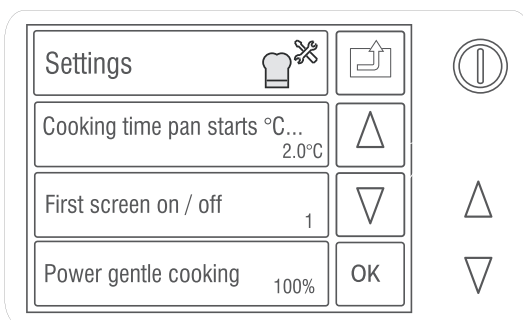 Settings
Cooking time pan starts °C...
2.0°C
First screen on / off
1
Power gentle cooking
100%
OK